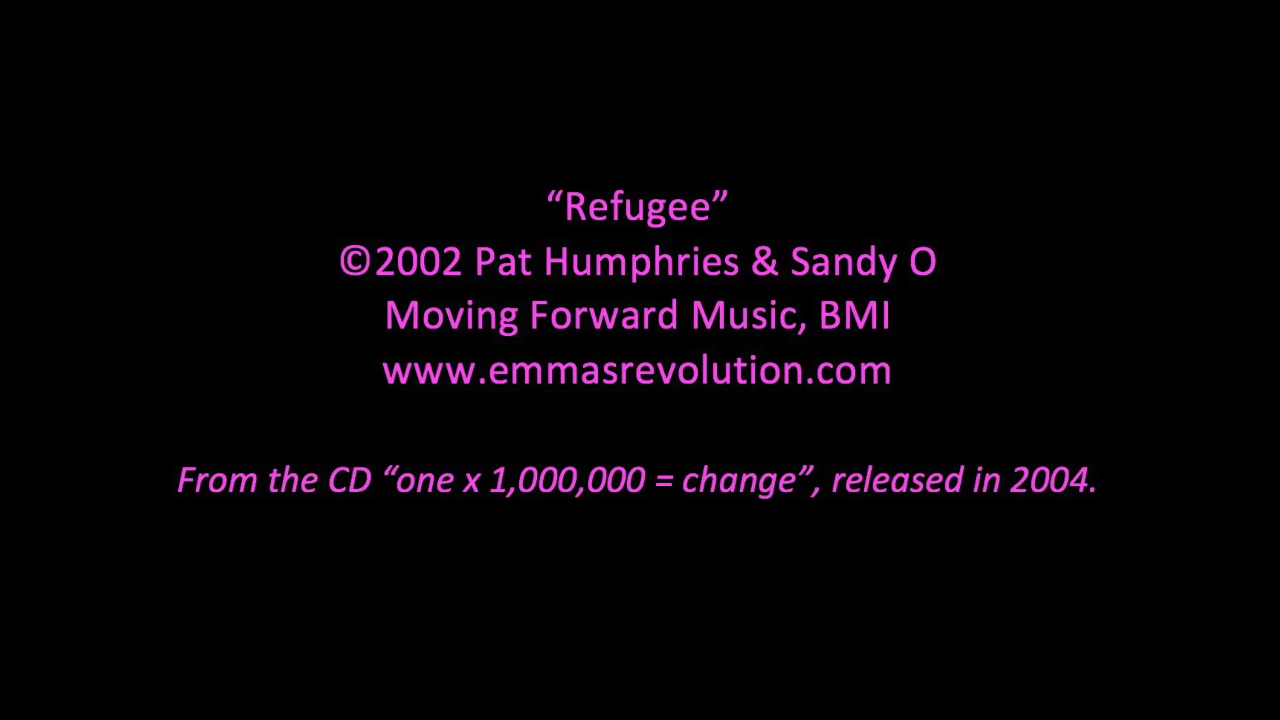 “Refugee”
©2002 Pat Humphries & Sandy O
Moving Forward Music, BMI
www.emmasrevolution.com
From the CD “one x 1,000,000 = change”, released in 2004.